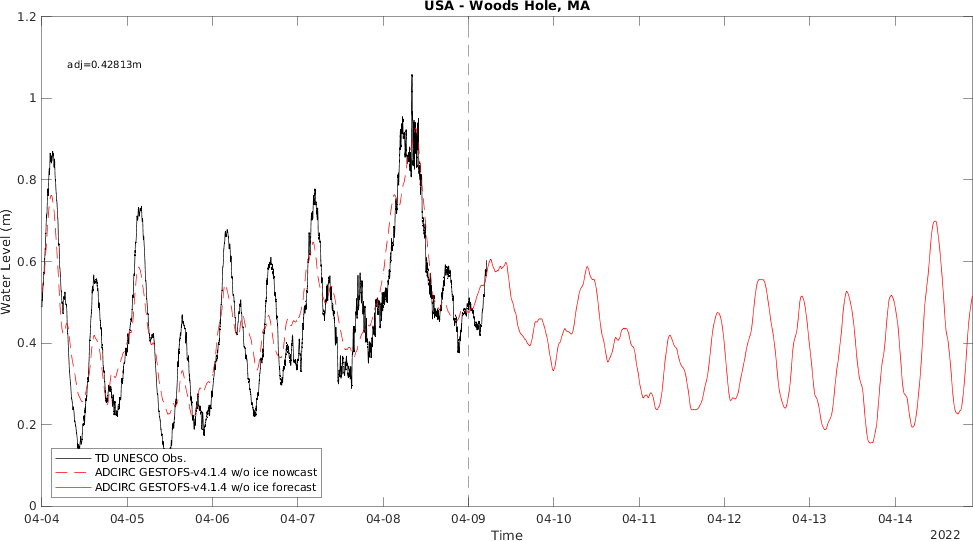 USA - Woods Hole, MA
1.2
adj=0.42813m
1
0.8
0.6
0.4
0.2
0
Water Level (m)
TD UNESCO Obs.
ADCIRC GESTOFS-v4.1.4 w/o ice nowcast
ADCIRC GESTOFS-v4.1.4 w/o ice forecast
04-04 04-05 04-06 04-07 04-08 04-09 04-10 04-11 04-12 04-13 04-14
Time
2022